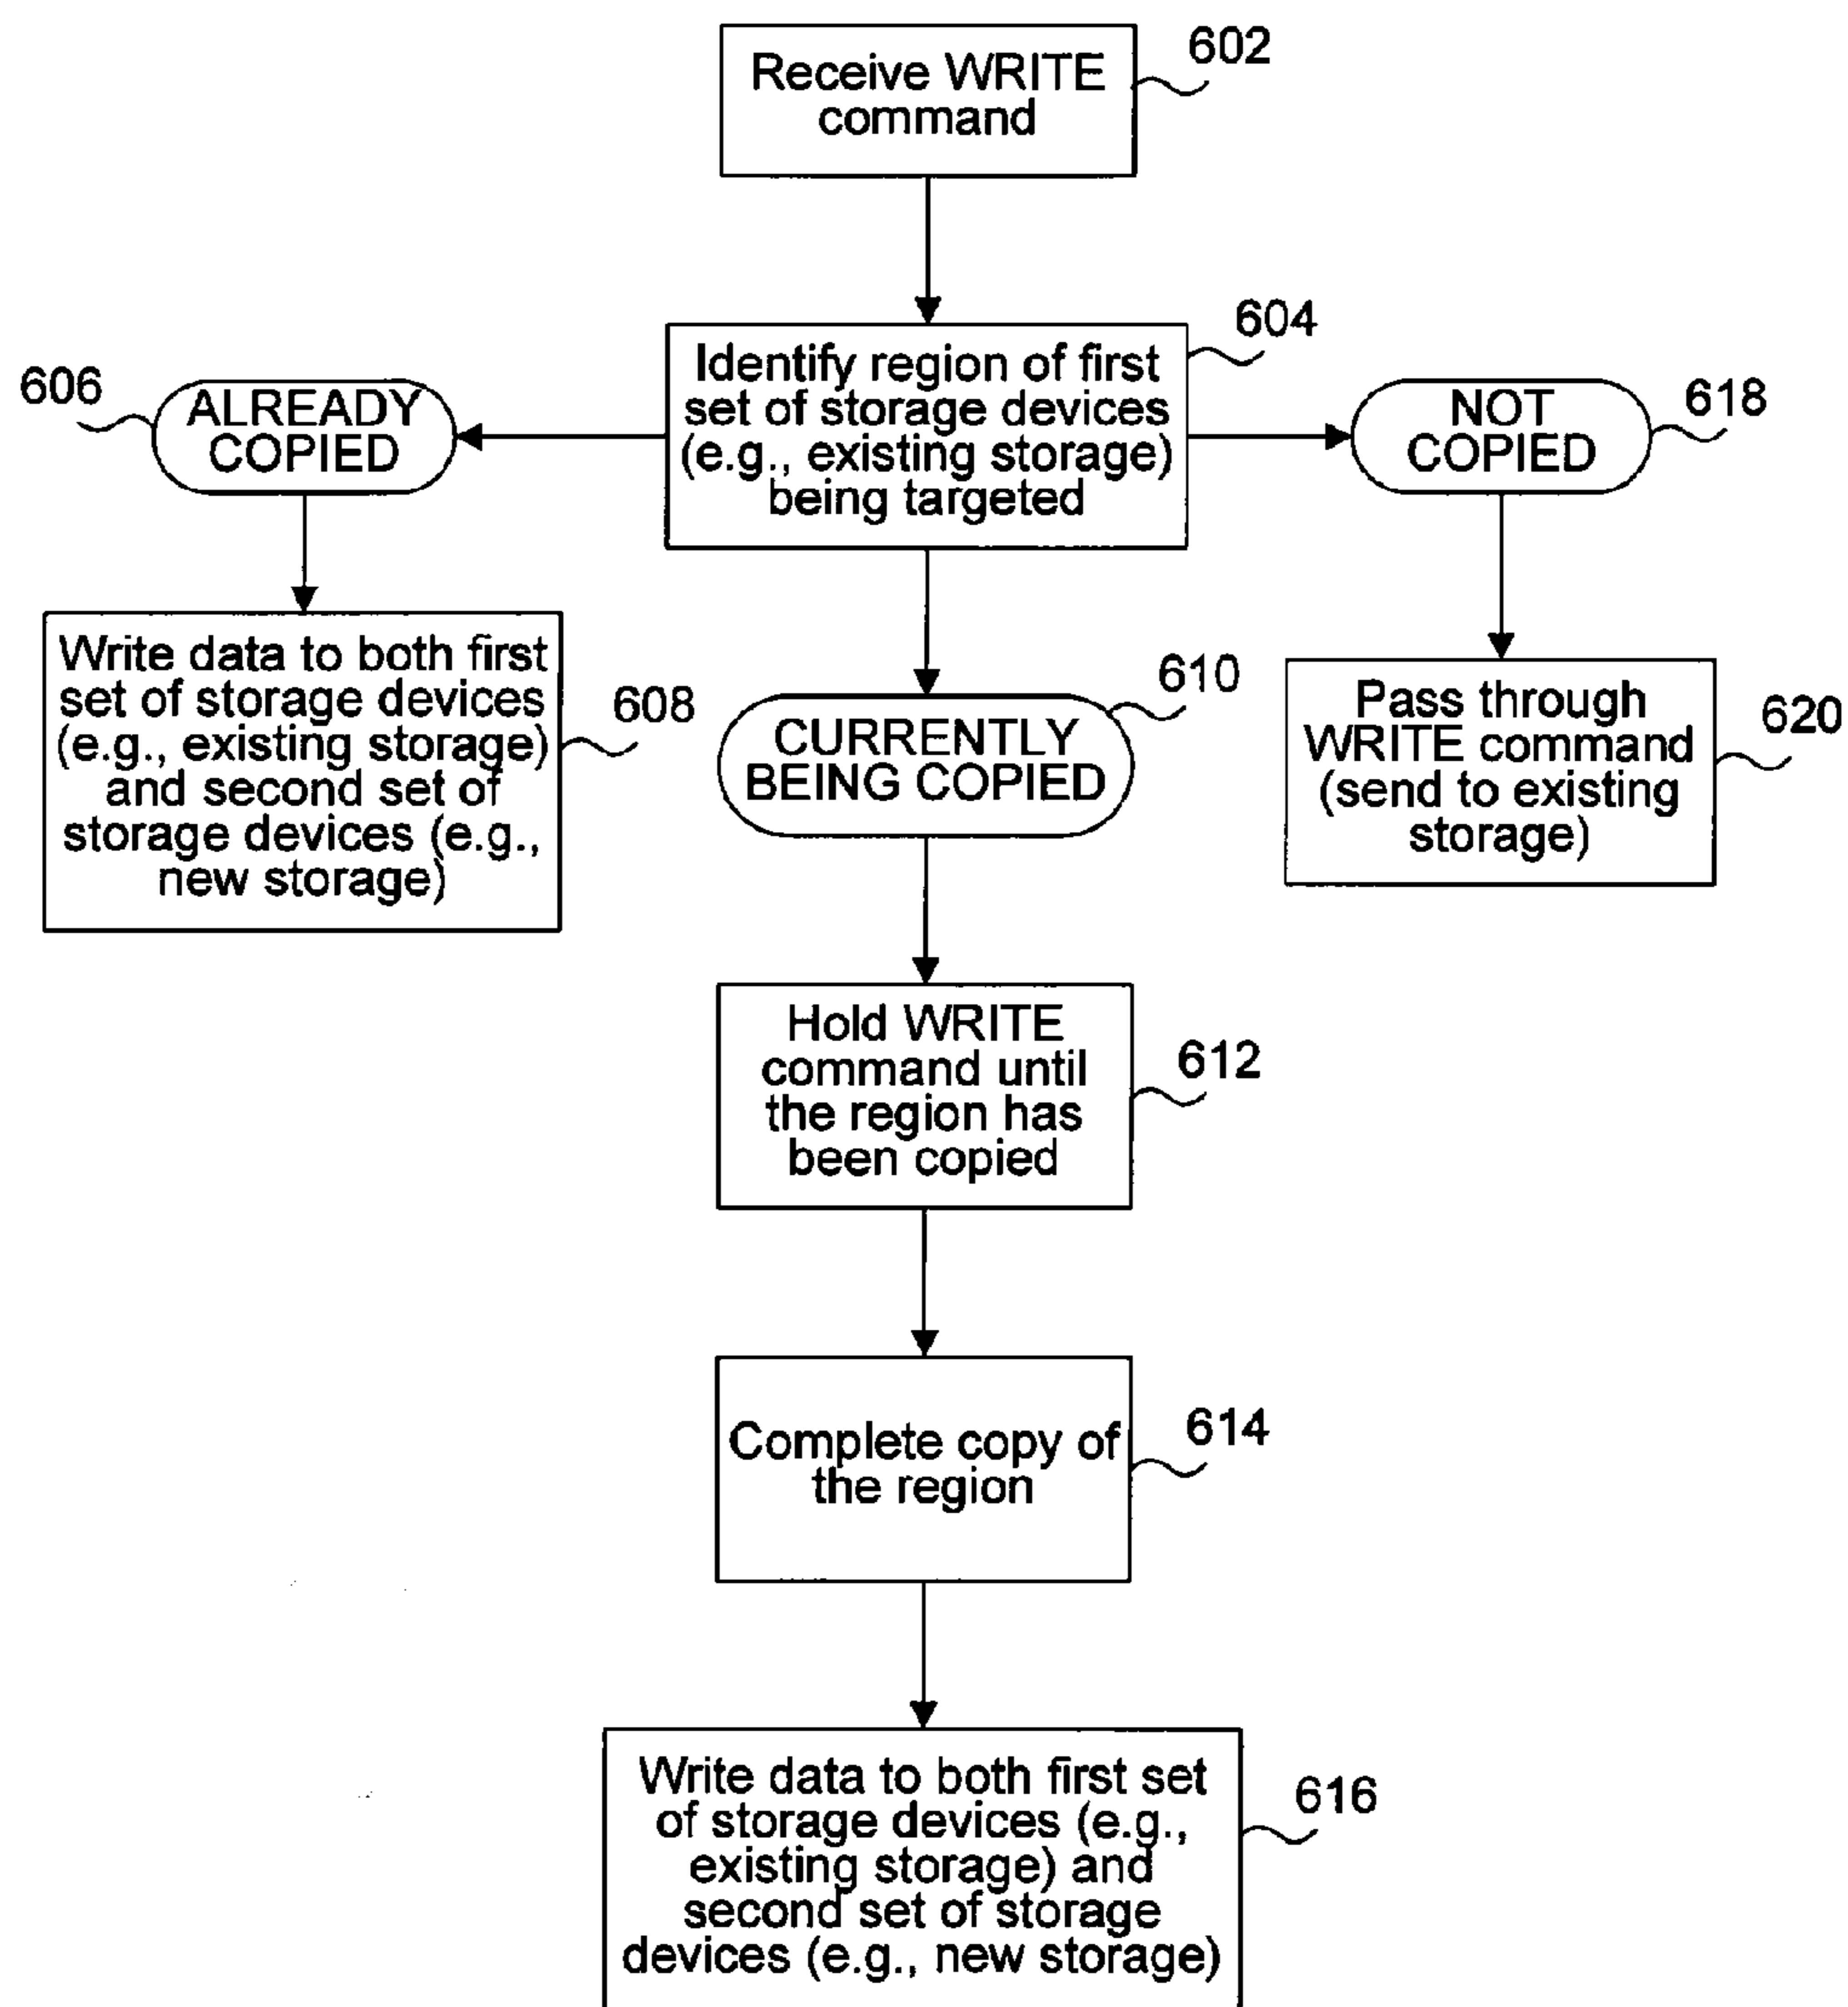 Receive WRITE
command
602
Identify region of first
set of storage devices
(e.g., existing storage)
being targeted
604
606
ALREADY
COPIED
NOT
COPIED
618
Write data to both first
set of storage devices
(e.g., existing storage)
and second set of
storage devices (e.g.,
new storage)
608
CURRENTLY
BEING COPIED
610
Pass through
WRITE command
(send to existing
storage)
620
Hold WRITE
command until
the region has
been copied
612
Complete copy of
the region
614
Write data to both first set
of storage devices (e.g.,
existing storage) and
second set of storage
devices (e.g., new storage)
616